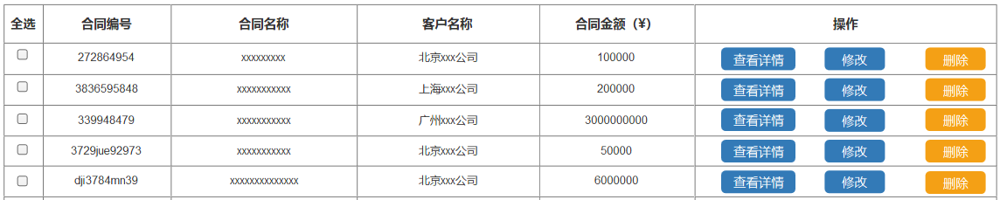 全选 合同编号 合同名称 客户名称 合同金额（¥） 操作
272864954 xxxxxxxxx 北京xxx公司 100000 查看详情 修改 删除
3836595848 xxxxxxxxxxx 上海xxx公司 200000 查看详情 修改 删除
339948479 xxxxxxxxxxx 广州xxx公司 3000000000 查看详情 修改 删除
3729jue92973 xxxxxxxxxxx 北京xxx公司 50000 查看详情 修改 删除
dji3784mn39 xxxxxxxxxxxxxx 北京xxx公司 6000000 查看详情 修改 删除